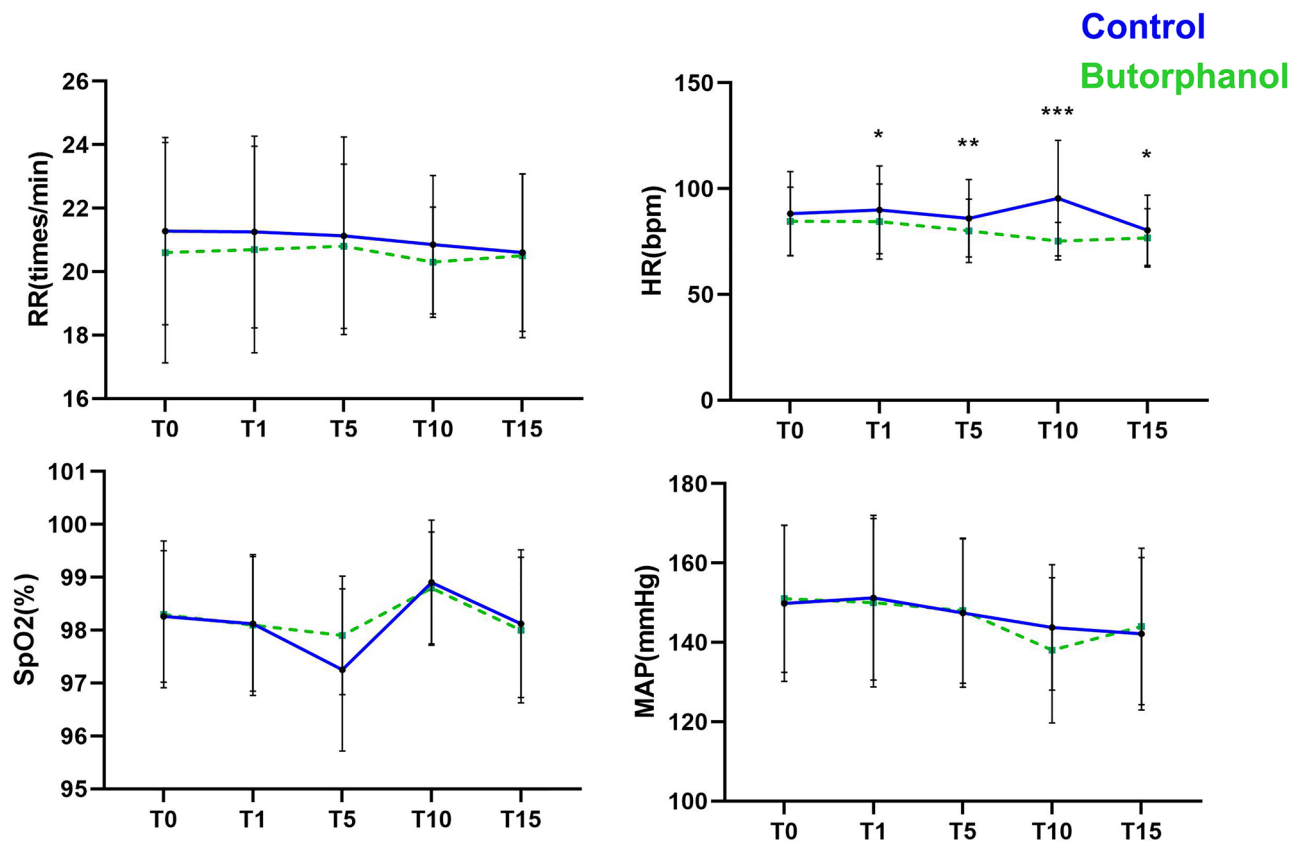 Control
Butorphanol
RR(times/min)
26
24
22
20
18
16
T0 T1 T5 T10 T15
HR(bpm)
150
100
50
0
* ** *** *
T0 T1 T5 T10 T15
SpO2(%)
101
100
99
98
97
96
95
T0 T1 T5 T10 T15
MAP(mmHg)
180
160
140
120
100
T0 T1 T5 T10 T15